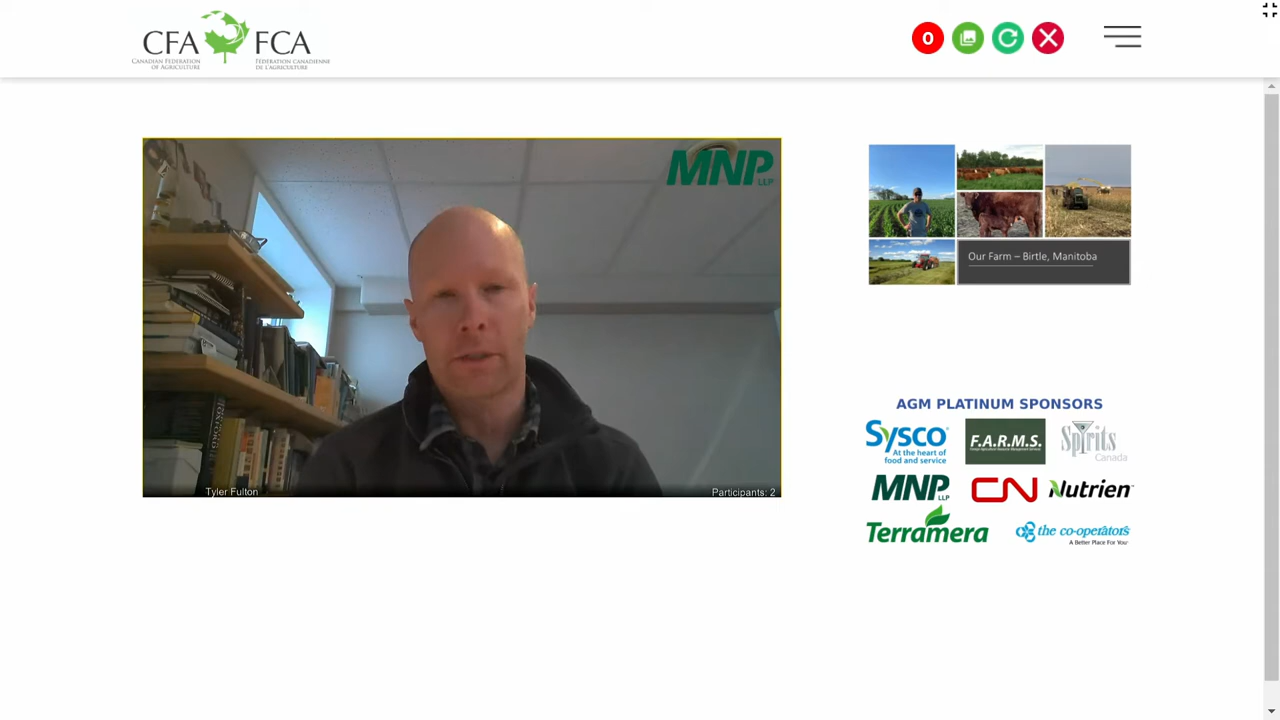 CFA FCA
CANADIAN FEDERATION
OF AGRICULTURE
FÉDÉRATION CANADIENNE
DE L'AGRICULTURE
0
MNP
LLP
Tyler Fulton
Participants: 2
Our Farm – Birtle, Manitoba
AGM PLATINUM SPONSORS
Sysco
At the heart of
food and service
F.A.R.M.S.
Spirits
Canada
MNP
LLP
CN
Nutrien
Terramera
the co-operators
A Better Place For You